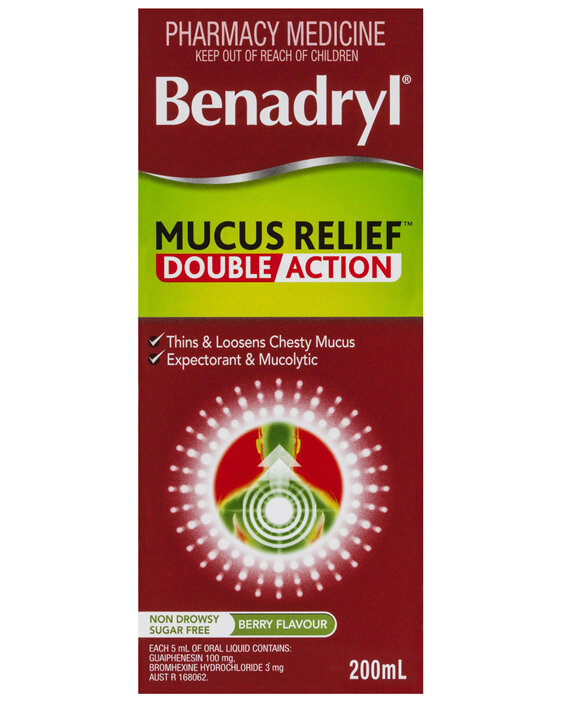 PHARMACY MEDICINE
KEEP OUT OF REACH OF CHILDREN
Benadryl®
MUCUS RELIEF™
DOUBLE ACTION
Thins & Loosens Chesty Mucus
Expectorant & Mucolytic
NON DROWSY
SUGAR FREE
BERRY FLAVOUR
EACH 5 mL OF ORAL LIQUID CONTAINS:
GUAIPHENESIN 100 mg,
BROMHEXINE HYDROCHLORIDE 3 mg
AUST R 168062.
200mL